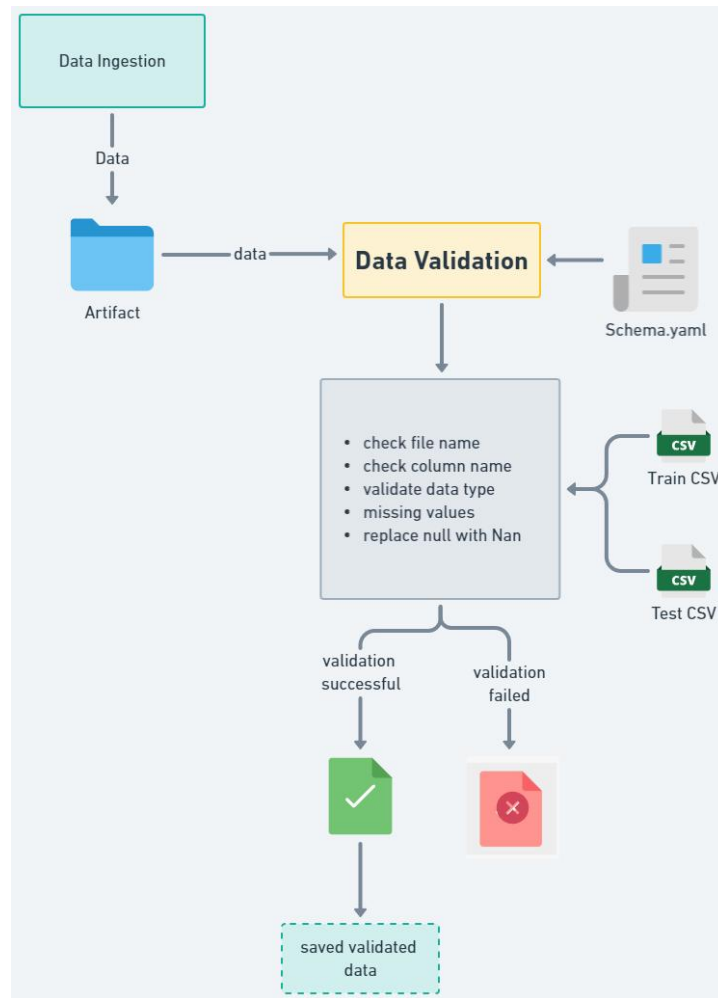 Data Ingestion
Data
data
Data Validation
Artifact
Schema.yaml
• check file name
• check column name
• validate data type
• missing values
• replace null with Nan
CSV
Train CSV
CSV
Test CSV
validation
successful
validation
failed
saved validated
data